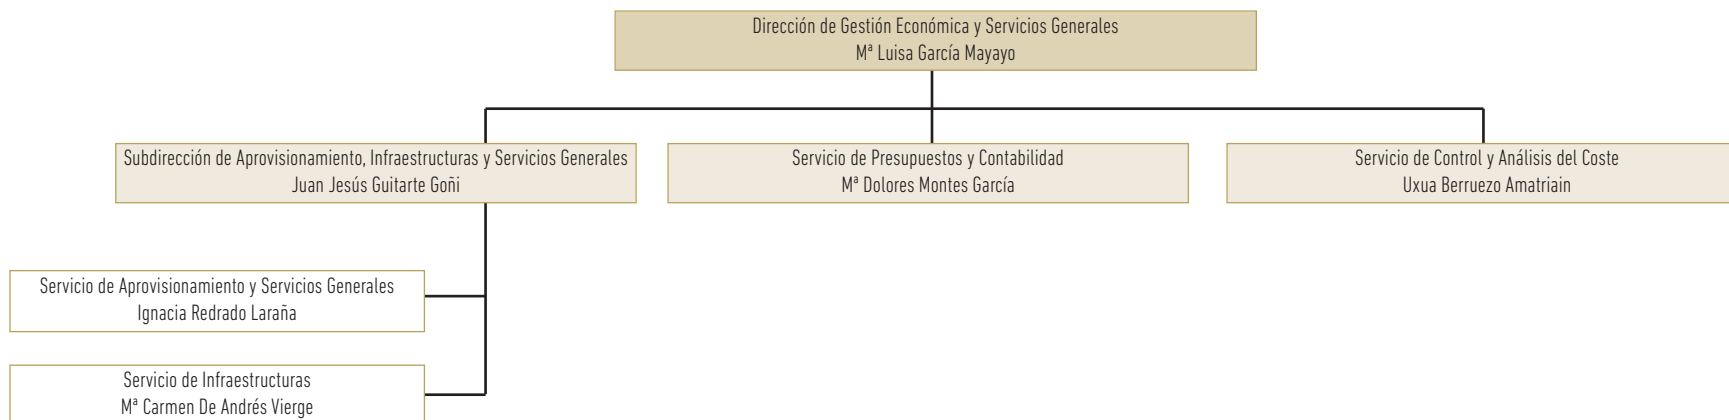 Dirección de Gestión Económica y Servicios Generales
Mª Luisa García Mayayo
Subdirección de Aprovisionamiento, Infraestructuras y Servicios Generales
Juan Jesús Guitarte Goñi
Servicio de Presupuestos y Contabilidad
Mª Dolores Montes García
Servicio de Control y Análisis del Coste
Uxua Berruezo Amatriain
Servicio de Aprovisionamiento y Servicios Generales
Ignacia Redrado Laraña
Servicio de Infraestructuras
Mª Carmen De Andrés Vierge